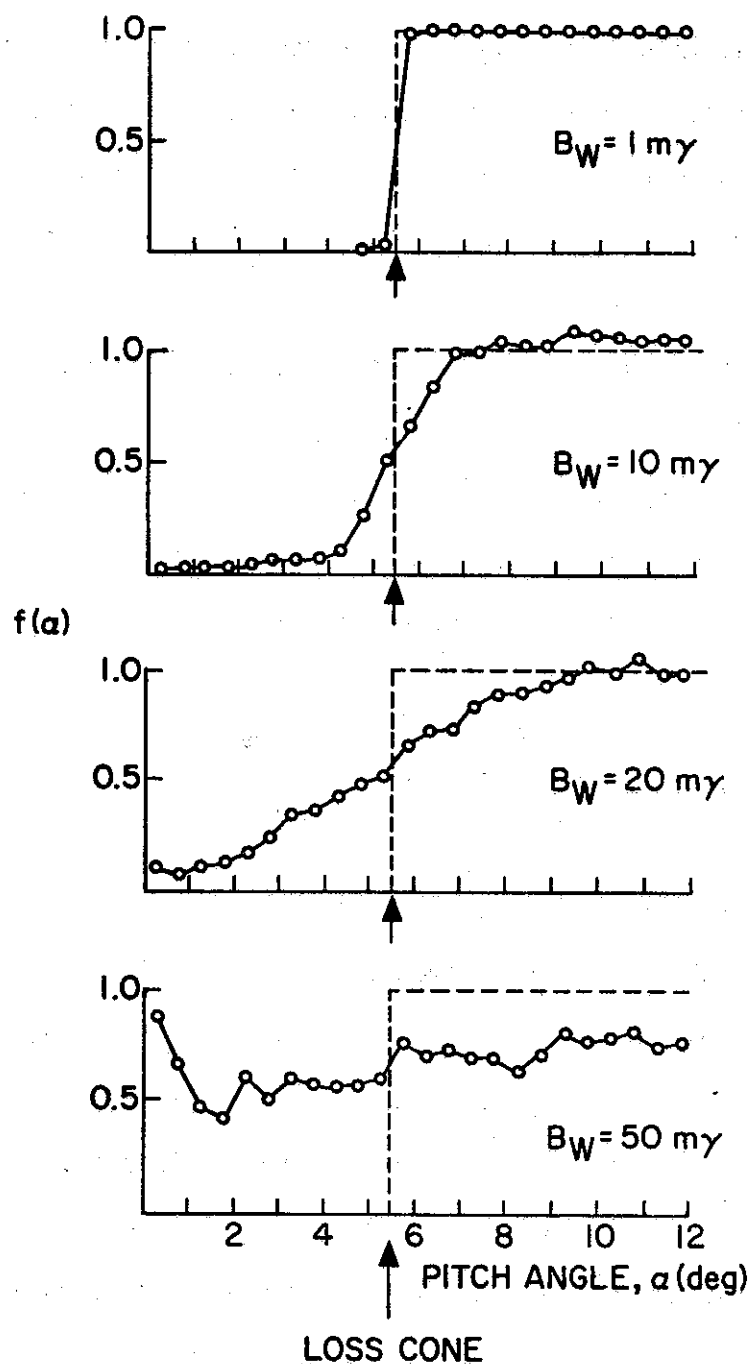 1.0
0.5
B_W = 1 mγ
1.0
0.5
B_W = 10 mγ
f(α)
1.0
0.5
B_W = 20 mγ
1.0
0.5
B_W = 50 mγ
2 4 6 8 10 12
PITCH ANGLE, α (deg)
LOSS CONE